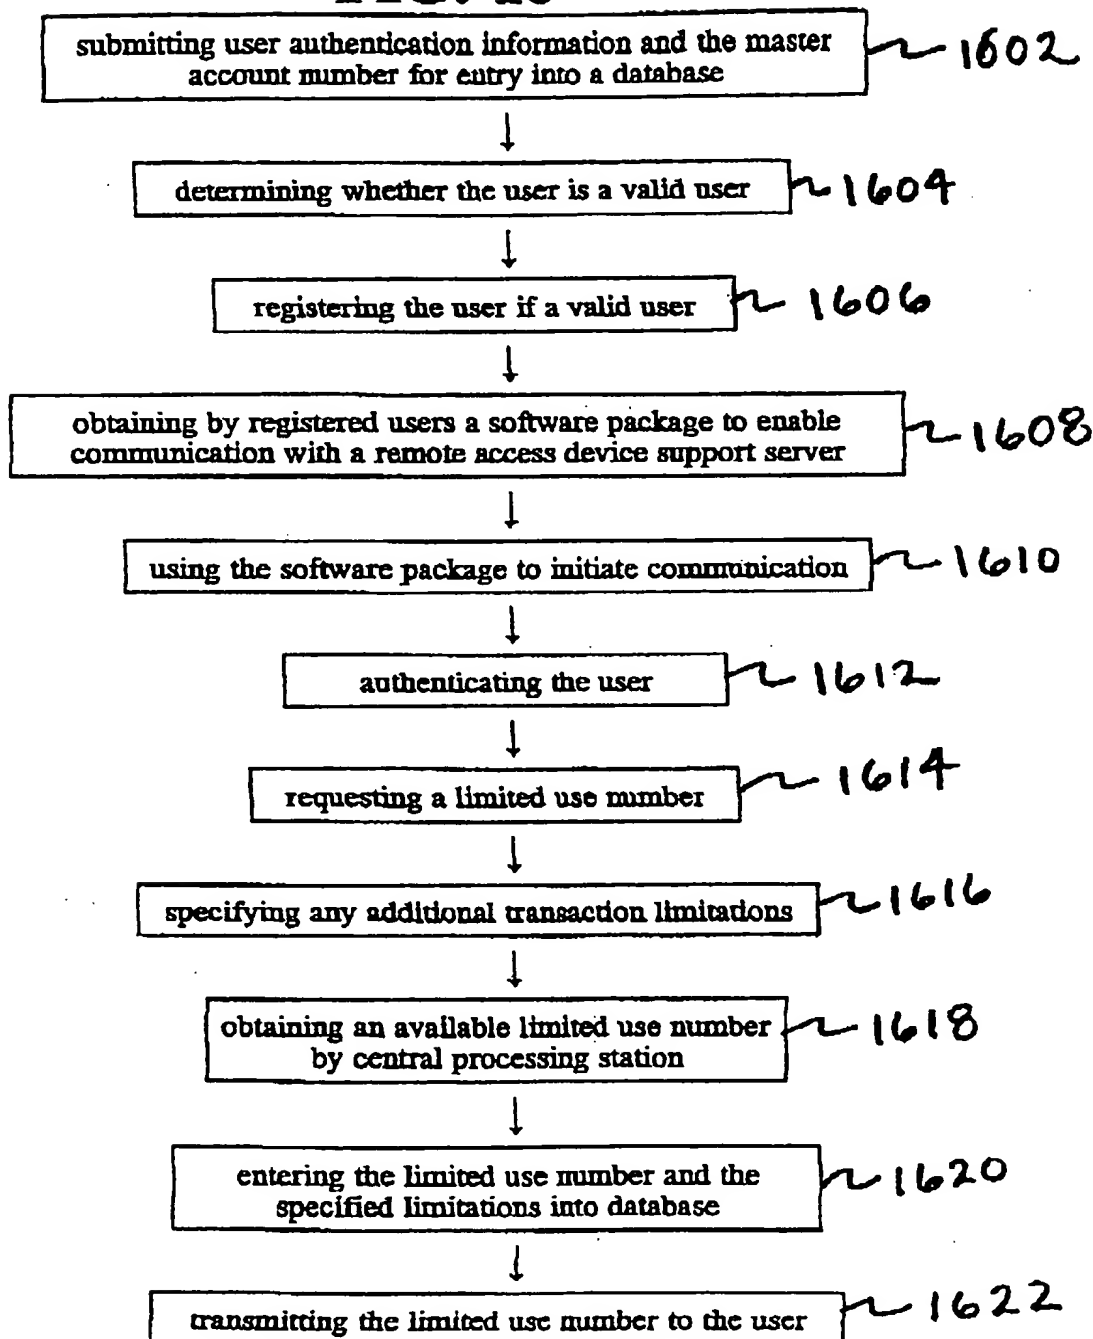 submitting user authentication information and the master
account number for entry into a database
1602
determining whether the user is a valid user
1604
registering the user if a valid user
1606
obtaining by registered users a software package to enable
communication with a remote access device support server
1608
using the software package to initiate communication
1610
authenticating the user
1612
requesting a limited use number
1614
specifying any additional transaction limitations
1616
obtaining an available limited use number
by central processing station
1618
entering the limited use number and the
specified limitations into database
1620
transmitting the limited use number to the user
1622